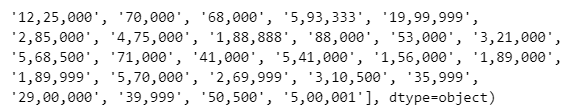 '12,25,000', '70,000', '68,000', '5,93,333', '19,99,999',
'2,85,000', '4,75,000', '1,88,888', '88,000', '53,000', '3,21,000',
'5,68,500', '71,000', '41,000', '5,41,000', '1,56,000', '1,89,000',
'1,89,999', '5,70,000', '2,69,999', '3,10,500', '35,999',
'29,00,000', '39,999', '50,500', '5,00,001'], dtype=object)